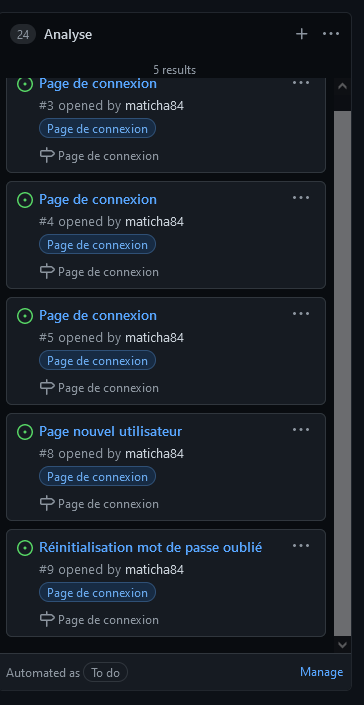 24 Analyse
5 results
Page de connexion
#3 opened by maticha84
Page de connexion
Page de connexion
Page de connexion
#4 opened by maticha84
Page de connexion
Page de connexion
Page de connexion
#5 opened by maticha84
Page de connexion
Page de connexion
Page nouvel utilisateur
#8 opened by maticha84
Page de connexion
Page de connexion
Réinitialisation mot de passe oublié
#9 opened by maticha84
Page de connexion
Page de connexion
Automated as To do Manage